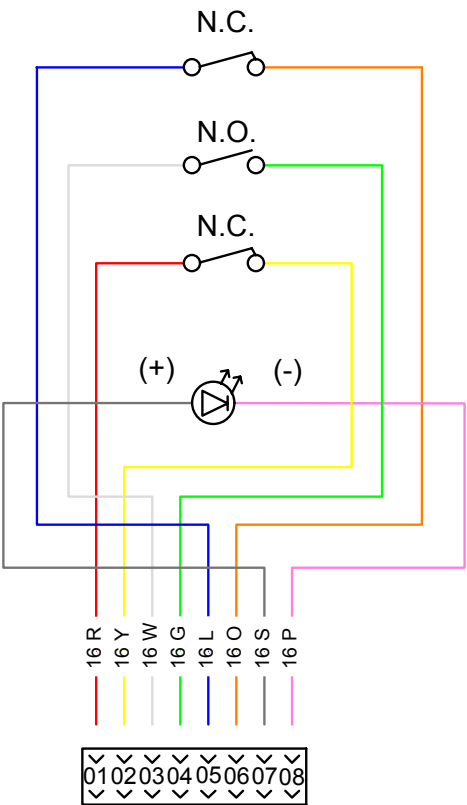 N.C.
N.O.
N.C.
(+) (-)
16 R 16 Y 16 W 16 G 16 L 16 O 16 S 16 P
01 02 03 04 05 06 07 08